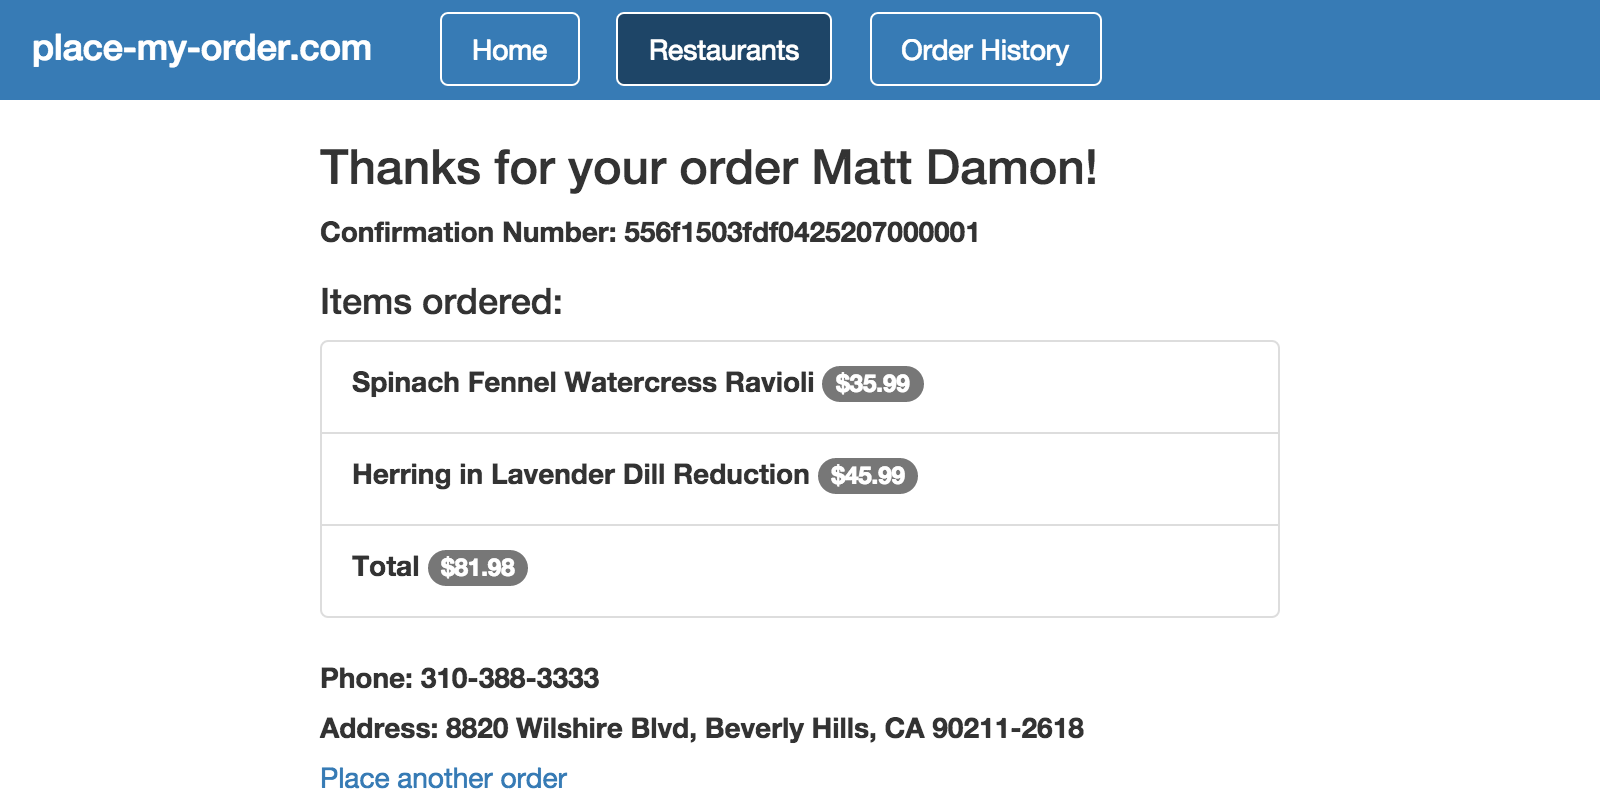 place-my-order.com Home Restaurants Order History
Thanks for your order Matt Damon!
Confirmation Number: 556f1503fdf0425207000001
Items ordered:
Spinach Fennel Watercress Ravioli $35.99
Herring in Lavender Dill Reduction $45.99
Total $81.98
Phone: 310-388-3333
Address: 8820 Wilshire Blvd, Beverly Hills, CA 90211-2618
Place another order